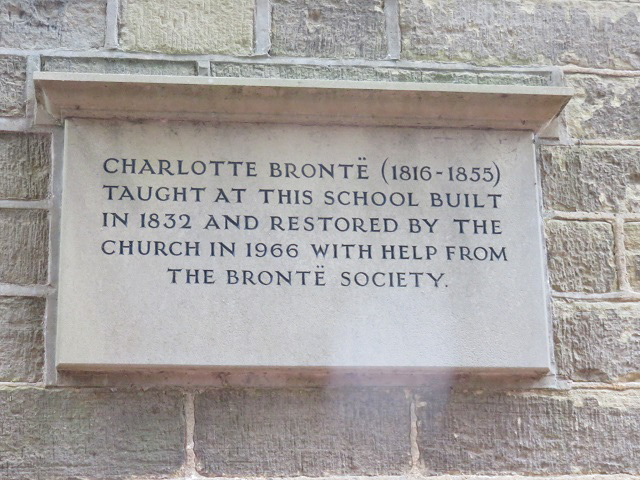 CHARLOTTE BRONTË (1816-1855)
TAUGHT AT THIS SCHOOL BUILT
IN 1832 AND RESTORED BY THE
CHURCH IN 1966 WITH HELP FROM
THE BRONTË SOCIETY.